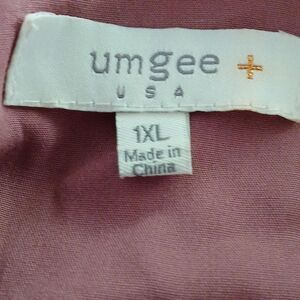 umgee +
USA
1XL
Made in
China